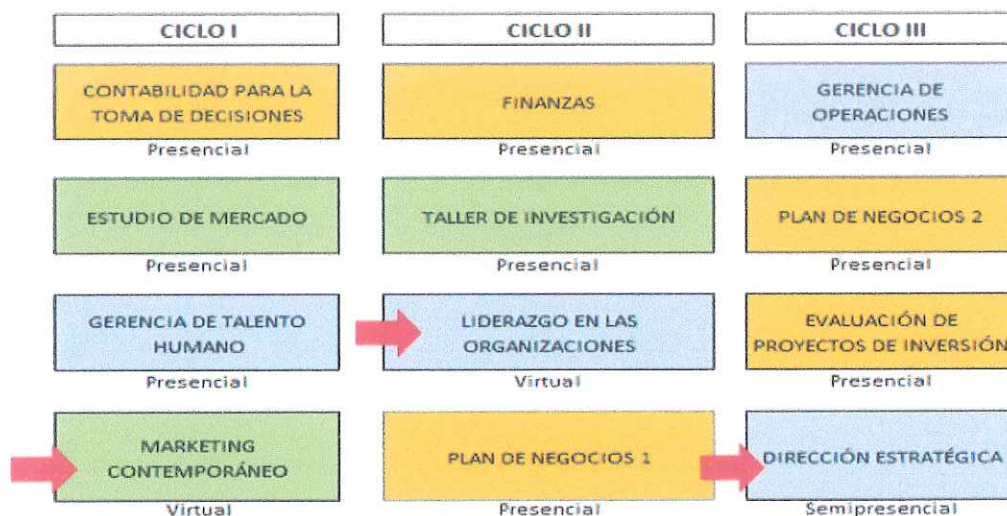 CICLO I
CICLO II
CICLO III
CONTABILIDAD PARA LA
TOMA DE DECISIONES
Presencial
FINANZAS
Presencial
GERENCIA DE
OPERACIONES
Presencial
ESTUDIO DE MERCADO
Presencial
TALLER DE INVESTIGACIÓN
Presencial
PLAN DE NEGOCIOS 2
Presencial
GERENCIA DE TALENTO
HUMANO
Presencial
LIDERAZGO EN LAS
ORGANIZACIONES
Virtual
EVALUACIÓN DE
PROYECTOS DE INVERSIÓN
Presencial
MARKETING
CONTEMPORÁNEO
Virtual
PLAN DE NEGOCIOS 1
Presencial
DIRECCIÓN ESTRATÉGICA
Semipresencial